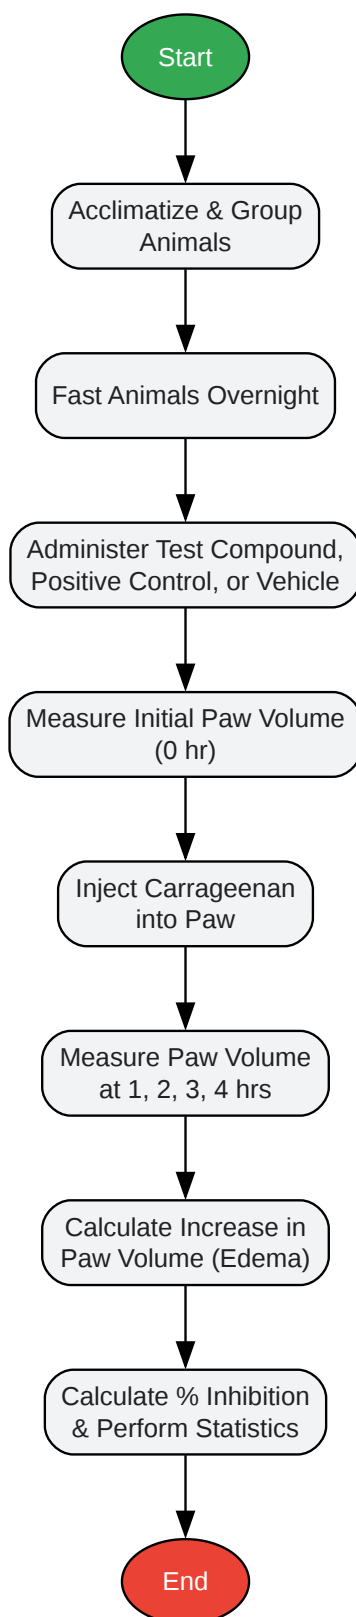 Start
Acclimatize & Group
Animals
Fast Animals Overnight
Administer Test Compound,
Positive Control, or Vehicle
Measure Initial Paw Volume
(0 hr)
Inject Carrageenan
into Paw
Measure Paw Volume
at 1, 2, 3, 4 hrs
Calculate Increase in
Paw Volume (Edema)
Calculate % Inhibition
& Perform Statistics
End